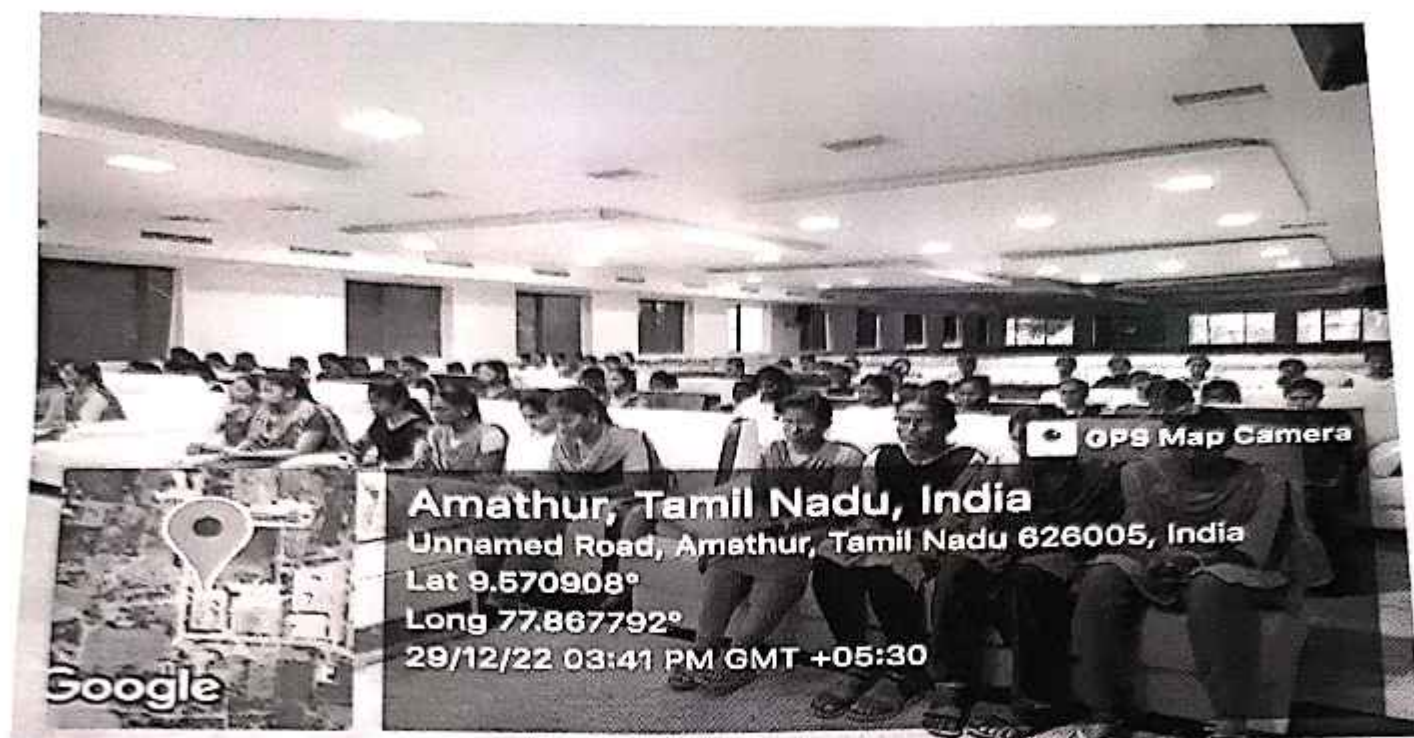 GPS Map Camera
Amathur, Tamil Nadu, India
Unnamed Road, Amathur, Tamil Nadu 626005, India
Lat 9.570908°
Long 77.867792°
29/12/22 03:41 PM GMT +05:30
Google